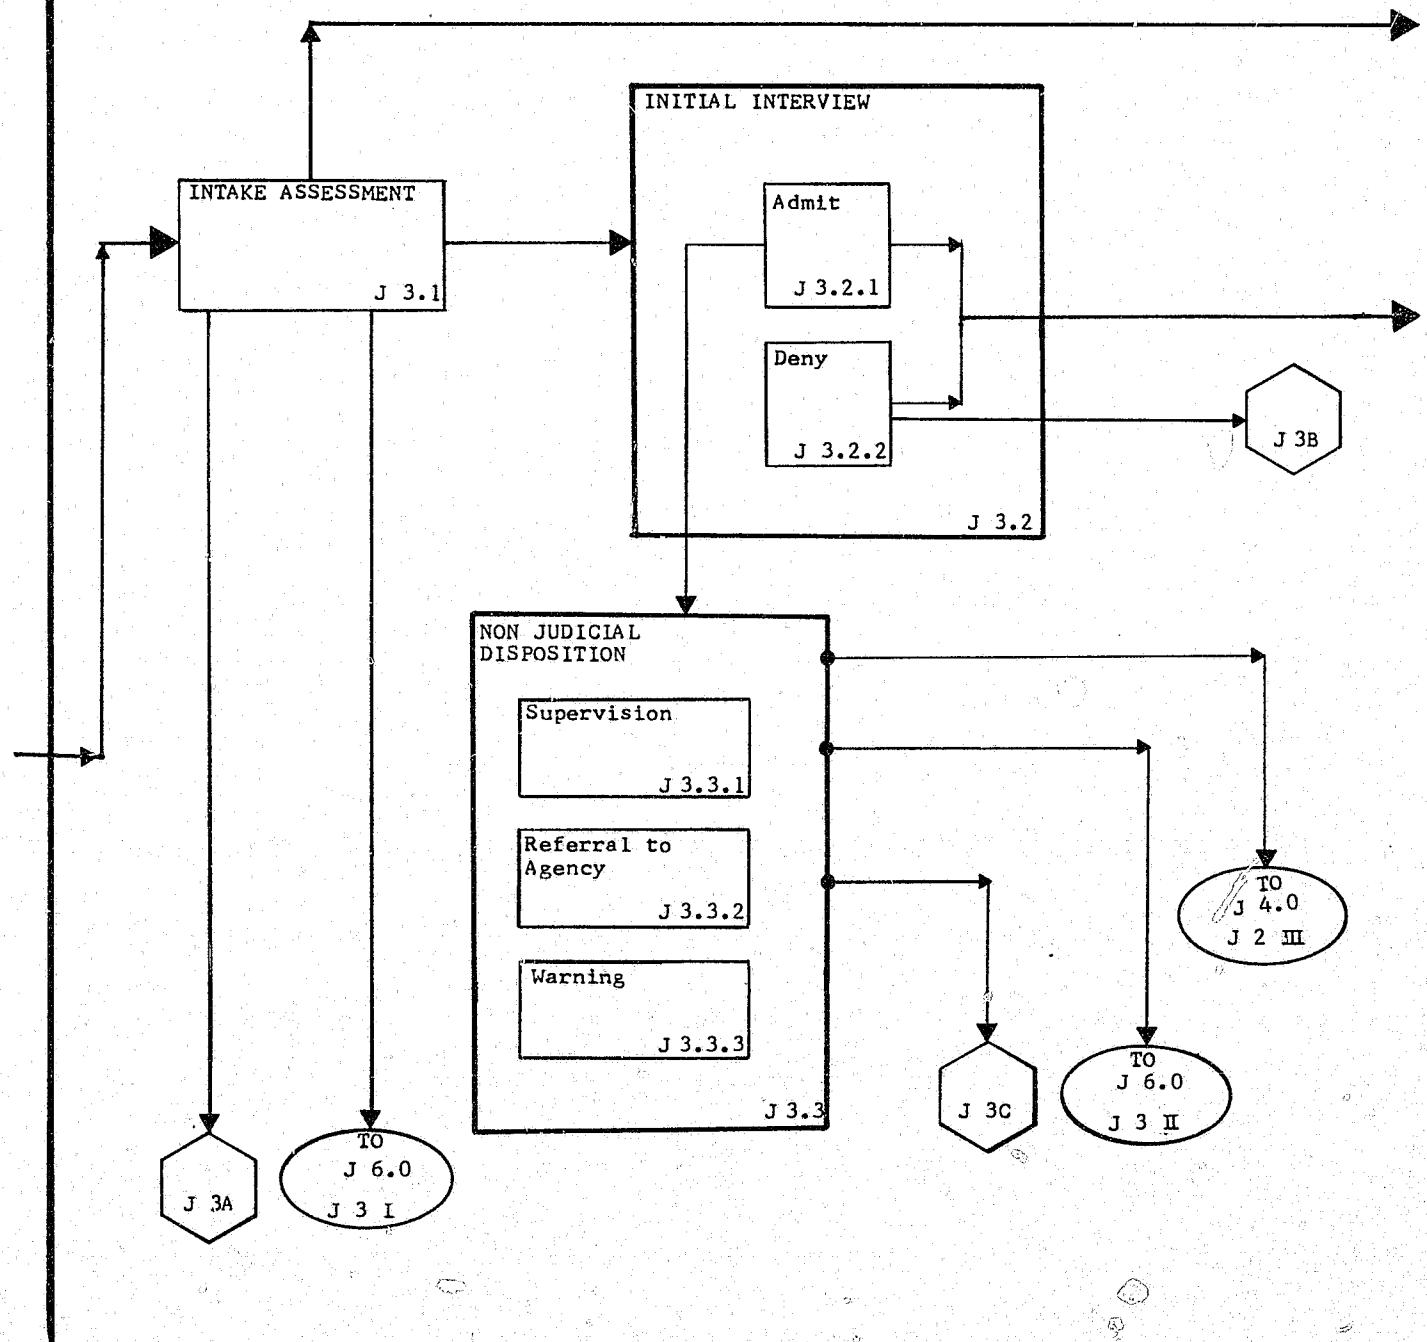 INITIAL INTERVIEW
INTAKE ASSESSMENT
J 3.1
Admit
J 3.2.1
Deny
J 3.2.2
J 3B
J 3.2
NON JUDICIAL
DISPOSITION
Supervision
J 3.3.1
Referral to
Agency
J 3.3.2
Warning
J 3.3.3
J 3.3
TO
J 4.0
J 2 III
J 3C
TO
J 6.0
J 3 II
J 3A
TO
J 6.0
J 3 I